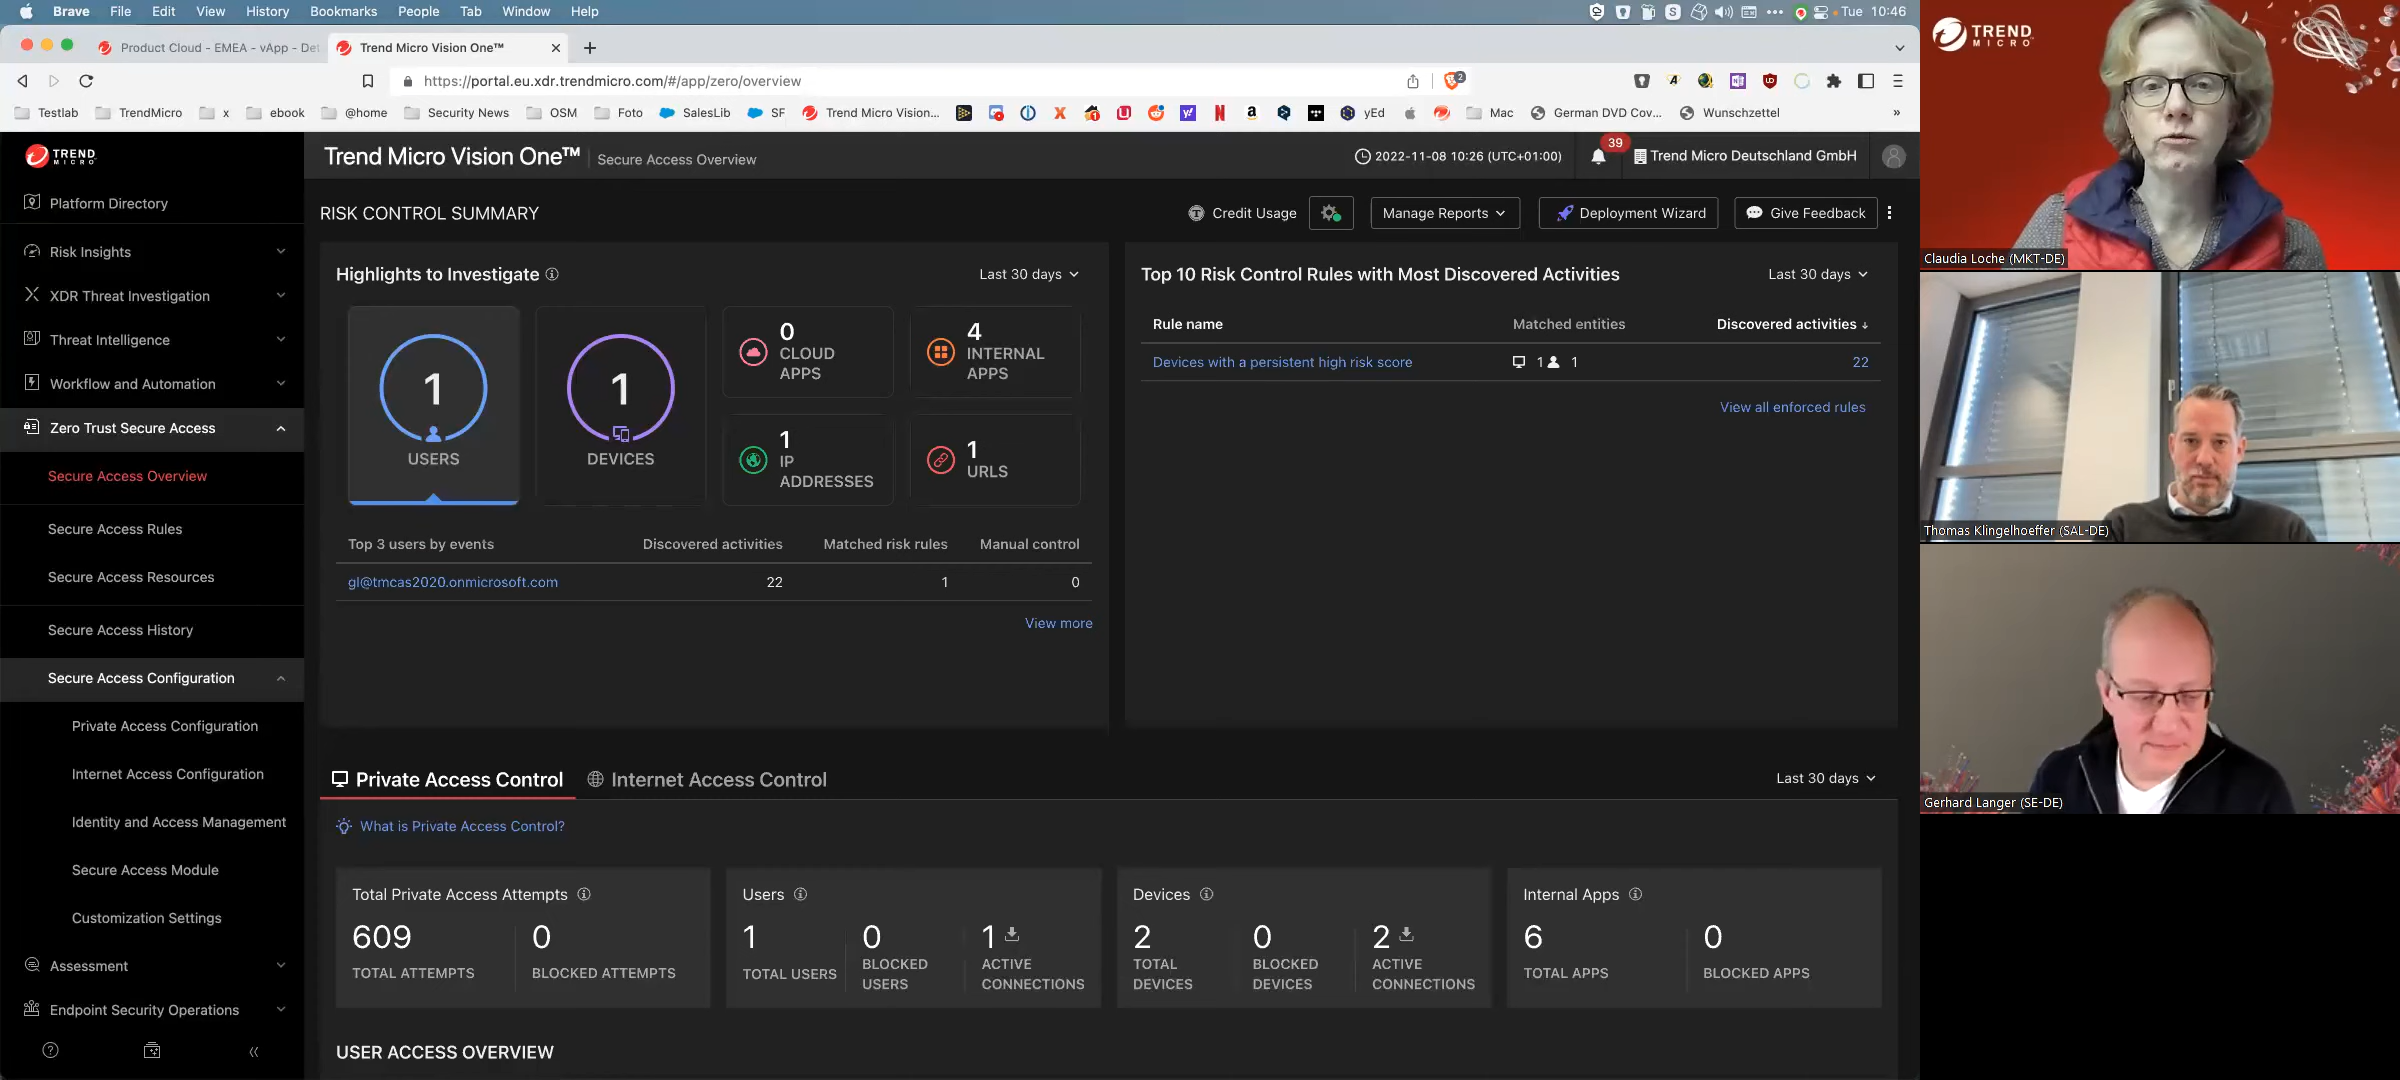 Brave File Edit View History Bookmarks People Tab Window Help
Tue 10:46
Product Cloud - EMEA - vApp - Det
Trend Micro Vision One™
https://portal.eu.xdr.trendmicro.com/#/app/zero/overview
2
Testlab
TrendMicro
x
ebook
@home
Security News
OSM
Foto
SalesLib
SF
Trend Micro Vision...
yEd
Mac
German DVD Cov...
Wunschzettel
»
TREND MICRO
Trend Micro Vision One™ Secure Access Overview
2022-11-08 10:26 (UTC+01:00)
39
Trend Micro Deutschland GmbH
Platform Directory
Risk Insights
XDR Threat Investigation
Threat Intelligence
Workflow and Automation
Zero Trust Secure Access
Secure Access Overview
Secure Access Rules
Secure Access Resources
Secure Access History
Secure Access Configuration
Private Access Configuration
Internet Access Configuration
Identity and Access Management
Secure Access Module
Customization Settings
Assessment
Endpoint Security Operations
RISK CONTROL SUMMARY
Credit Usage
Manage Reports
Deployment Wizard
Give Feedback
Highlights to Investigate
Last 30 days
1
USERS
1
DEVICES
0
CLOUD
APPS
4
INTERNAL
APPS
1
IP
ADDRESSES
1
URLS
Top 3 users by events Discovered activities Matched risk rules Manual control
gl@tmcas2020.onmicrosoft.com 22 1 0
View more
Top 10 Risk Control Rules with Most Discovered Activities
Last 30 days
Rule name Matched entities Discovered activities ↓
Devices with a persistent high risk score 1 1 22
View all enforced rules
Private Access Control
Internet Access Control
Last 30 days
What is Private Access Control?
Total Private Access Attempts
609
TOTAL ATTEMPTS
0
BLOCKED ATTEMPTS
Users
1
TOTAL USERS
0
BLOCKED
USERS
1
ACTIVE
CONNECTIONS
Devices
2
TOTAL
DEVICES
0
BLOCKED
DEVICES
2
ACTIVE
CONNECTIONS
Internal Apps
6
TOTAL APPS
0
BLOCKED APPS
USER ACCESS OVERVIEW
TREND
MICRO
Claudia Loche (MKT-DE)
Thomas Klingelhoeffer (SAL-DE)
Gerhard Langer (SE-DE)